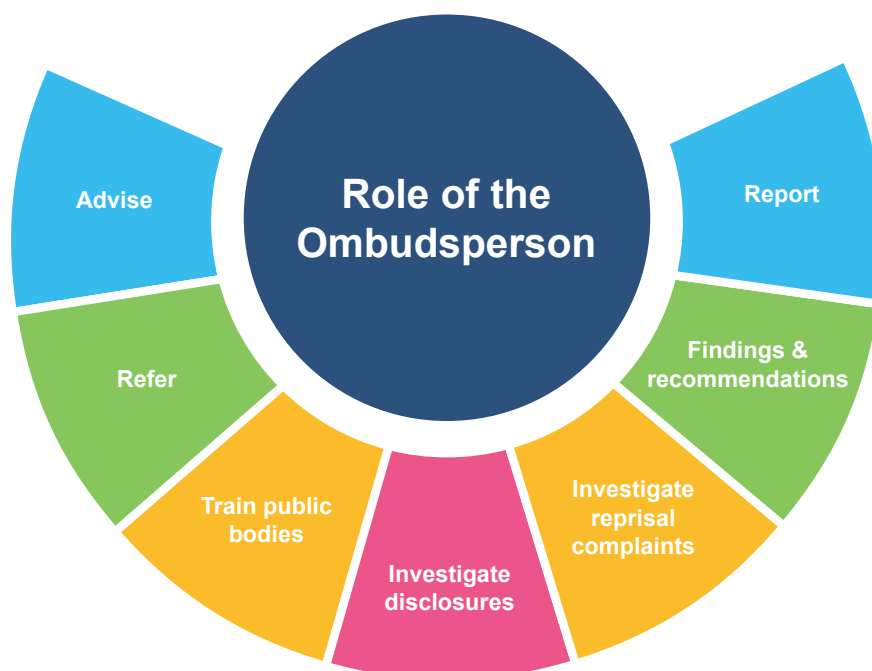 Role of the
Ombudsperson
Advise
Refer
Train public
bodies
Investigate
disclosures
Investigate
reprisal
complaints
Findings &
recommendations
Report